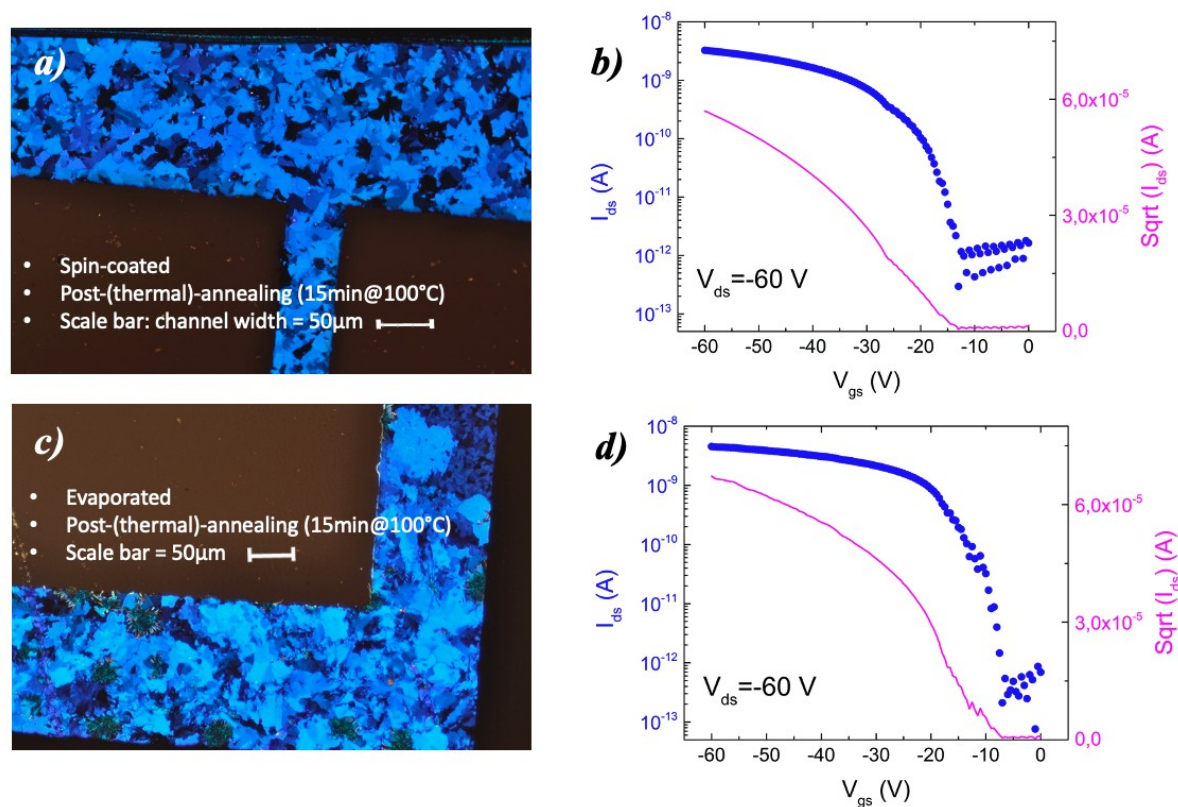 a)
• Spin-coated
• Post-(thermal)-annealing (15min@100°C)
• Scale bar: channel width = 50µm
b)
10⁻⁸
10⁻⁹
10⁻¹⁰
10⁻¹¹
10⁻¹²
10⁻¹³
I_ds (A)
V_ds=-60 V
6,0x10⁻⁵
3,0x10⁻⁵
0,0
Sqrt (I_ds) (A)
-60 -50 -40 -30 -20 -10 0
V_gs (V)
c)
• Evaporated
• Post-(thermal)-annealing (15min@100°C)
• Scale bar = 50µm
d)
10⁻⁸
10⁻⁹
10⁻¹⁰
10⁻¹¹
10⁻¹²
10⁻¹³
I_ds (A)
V_ds=-60 V
6,0x10⁻⁵
3,0x10⁻⁵
0,0
Sqrt (I_ds) (A)
-60 -50 -40 -30 -20 -10 0
V_gs (V)